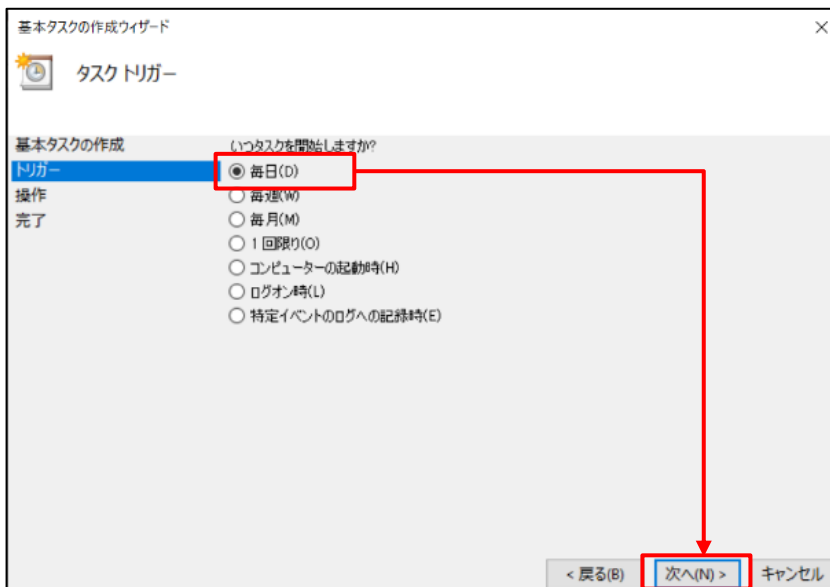 基本タスクの作成ウィザード
タスク トリガー
基本タスクの作成
いつタスクを開始しますか?
トリガー
毎日(D)
操作
毎週(W)
完了
毎月(M)
1 回限り(O)
コンピューターの起動時(H)
ログオン時(L)
特定イベントのログへの記録時(E)
< 戻る(B)
次へ(N) >
キャンセル